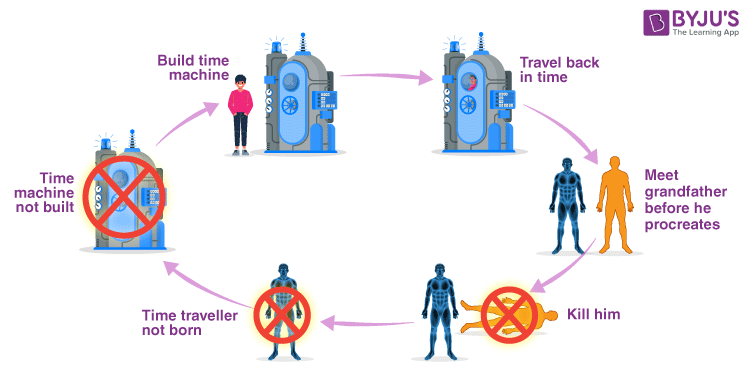 BYJU'S
The Learning App
Build time
machine
Travel back
in time
Meet
grandfather
before he
procreates
Kill him
Time traveller
not born
Time
machine
not built